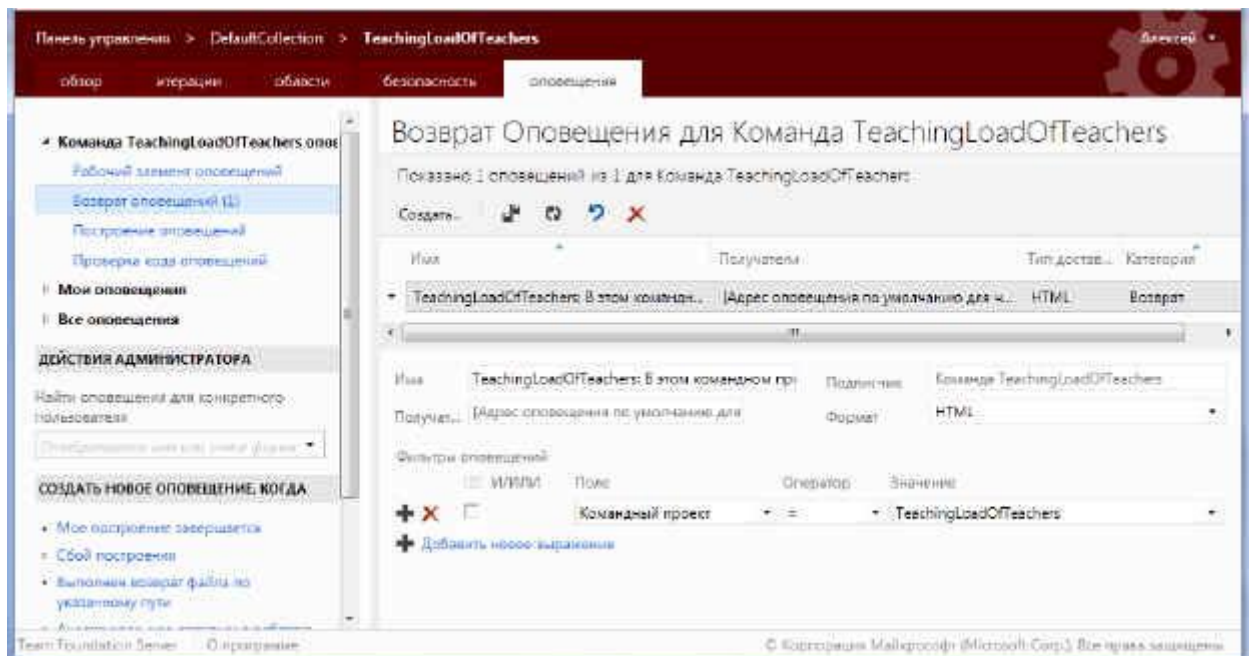 Панель управления > DefaultCollection > TeachingLoadOfTeachers
Алексей
обзор итерации области безопасность оповещения
Команда TeachingLoadOfTeachers опов
Рабочий элемент оповещений
Возврат оповещений (1)
Построение оповещений
Проверка кода оповещений
Мои оповещения
Все оповещения
ДЕЙСТВИЯ АДМИНИСТРАТОРА
Найти оповещения для конкретного
пользователя
СОЗДАТЬ НОВОЕ ОПОВЕЩЕНИЕ, КОГДА
Мое построение завершается
Сбой построения
Выполнен возврат файла по
указанному пути
Возврат Оповещения для Команда TeachingLoadOfTeachers
Показано 1 оповещений из 1 для Команда TeachingLoadOfTeachers
Создать...
Имя Получатели Тип достав... Категория
TeachingLoadOfTeachers: В этом командн... [Адрес оповещения по умолчанию для н... HTML Возврат
Имя TeachingLoadOfTeachers: В этом командном про Подписчик Команда TeachingLoadOfTeachers
Получат... [Адрес оповещения по умолчанию для Формат HTML
Фильтры оповещений
И/ИЛИ Поле Оператор Значение
Командный проект = TeachingLoadOfTeachers
Добавить новое выражение
Team Foundation Server О программе © Корпорация Майкрософт (Microsoft Corp.). Все права защищены